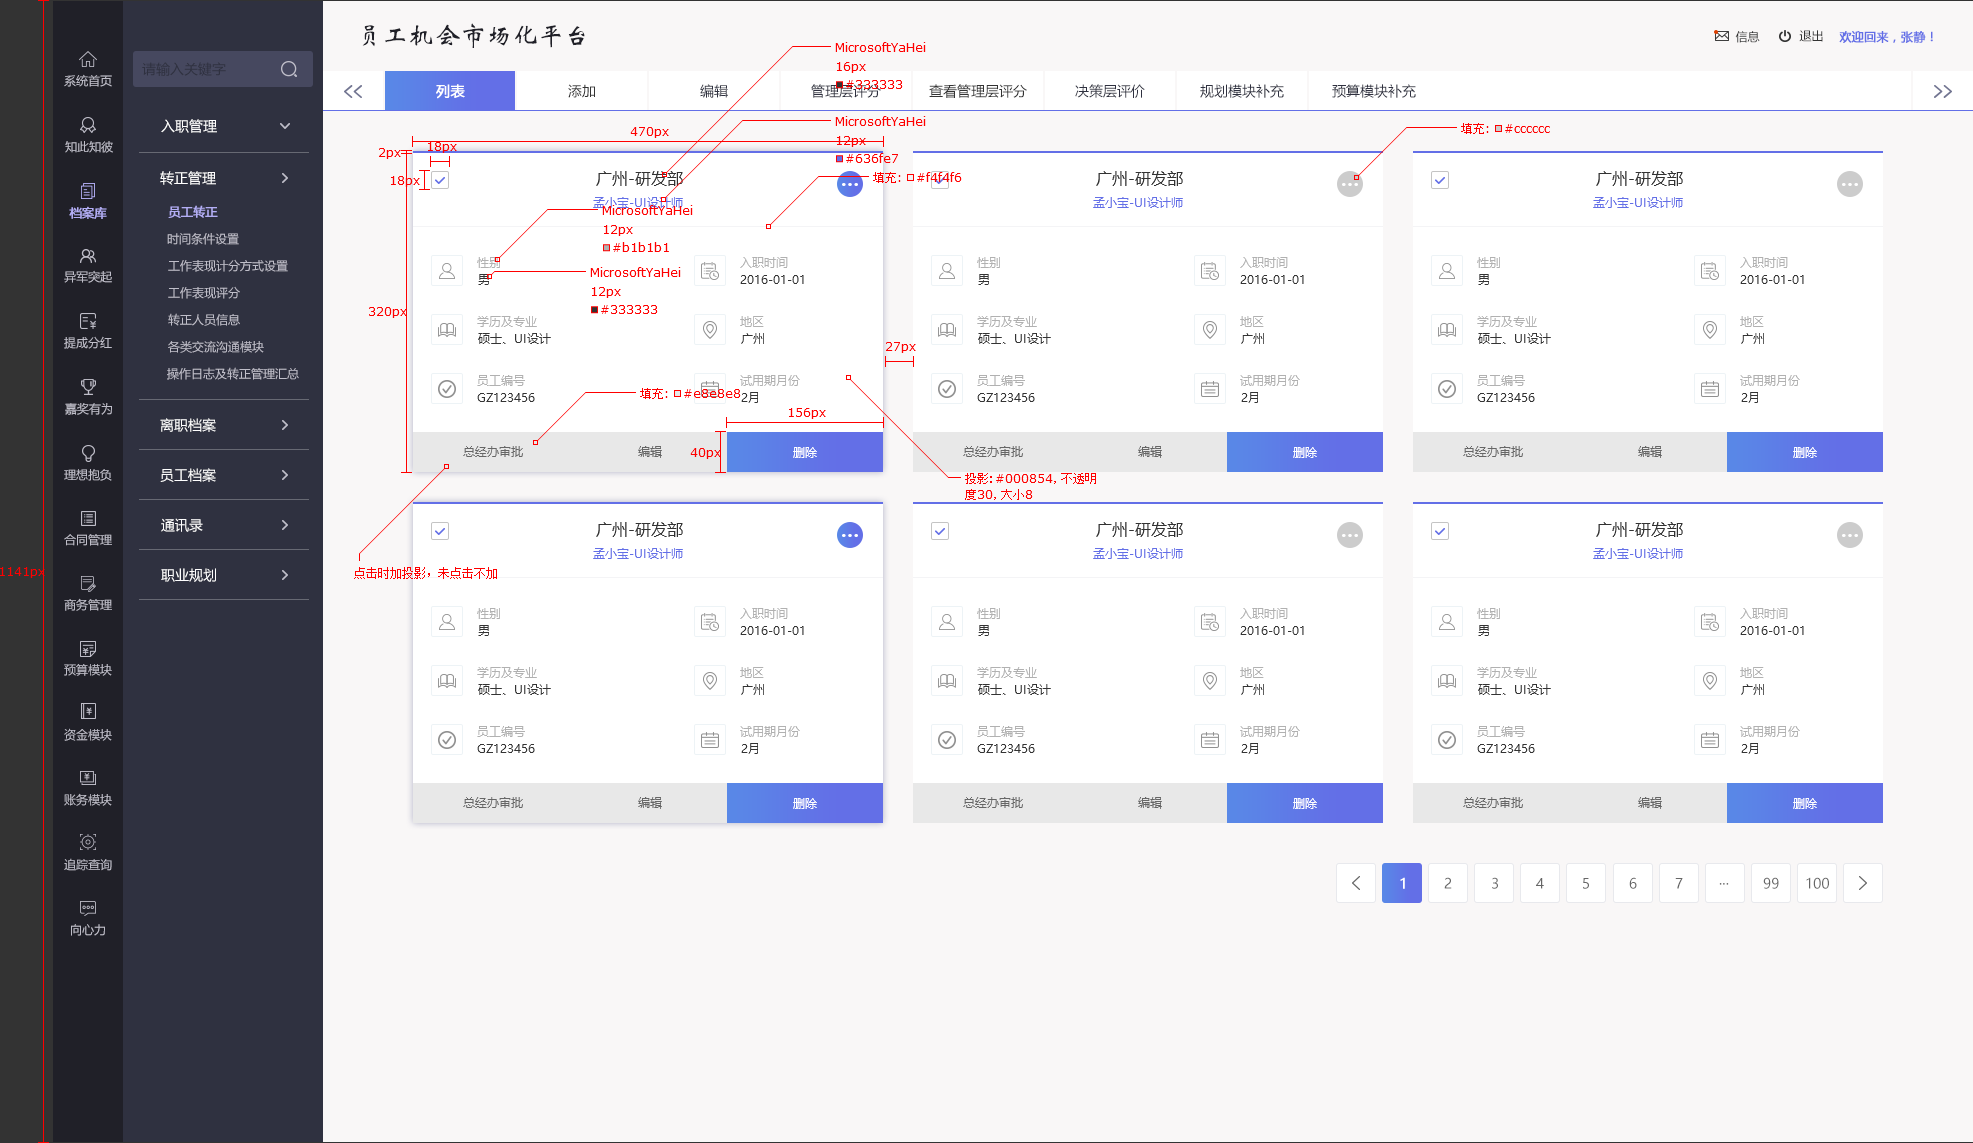 员工机会市场化平台
信息
退出
欢迎回来，张静！
系统首页
知此知彼
档案库
异军突起
提成分红
嘉奖有为
理想抱负
合同管理
商务管理
预算模块
资金模块
账务模块
追踪查询
向心力
1141px
请输入关键字
入职管理
转正管理
员工转正
时间条件设置
工作表现计分方式设置
工作表现评分
转正人员信息
各类交流沟通模块
操作日志及转正管理汇总
离职档案
员工档案
通讯录
职业规划
列表
添加
编辑
管理层评分
查看管理层评分
决策层评价
规划模块补充
预算模块补充
MicrosoftYaHei
16px
#333333
MicrosoftYaHei
12px
#636fe7
填充: #f4f4f6
填充: #cccccc
470px
2px
18px
18px
320px
MicrosoftYaHei
12px
#b1b1b1
MicrosoftYaHei
12px
#333333
填充: #e8e8e8
27px
156px
40px
投影: #000854, 不透明
度30, 大小8
点击时加投影，未点击不加
广州-研发部
孟小宝-UI设计师
性别
男
入职时间
2016-01-01
学历及专业
硕士、UI设计
地区
广州
员工编号
GZ123456
试用期月份
2月
总经办审批
编辑
删除
广州-研发部
孟小宝-UI设计师
性别
男
入职时间
2016-01-01
学历及专业
硕士、UI设计
地区
广州
员工编号
GZ123456
试用期月份
2月
总经办审批
编辑
删除
广州-研发部
孟小宝-UI设计师
性别
男
入职时间
2016-01-01
学历及专业
硕士、UI设计
地区
广州
员工编号
GZ123456
试用期月份
2月
总经办审批
编辑
删除
广州-研发部
孟小宝-UI设计师
性别
男
入职时间
2016-01-01
学历及专业
硕士、UI设计
地区
广州
员工编号
GZ123456
试用期月份
2月
总经办审批
编辑
删除
广州-研发部
孟小宝-UI设计师
性别
男
入职时间
2016-01-01
学历及专业
硕士、UI设计
地区
广州
员工编号
GZ123456
试用期月份
2月
总经办审批
编辑
删除
广州-研发部
孟小宝-UI设计师
性别
男
入职时间
2016-01-01
学历及专业
硕士、UI设计
地区
广州
员工编号
GZ123456
试用期月份
2月
总经办审批
编辑
删除
1 2 3 4 5 6 7 ··· 99 100